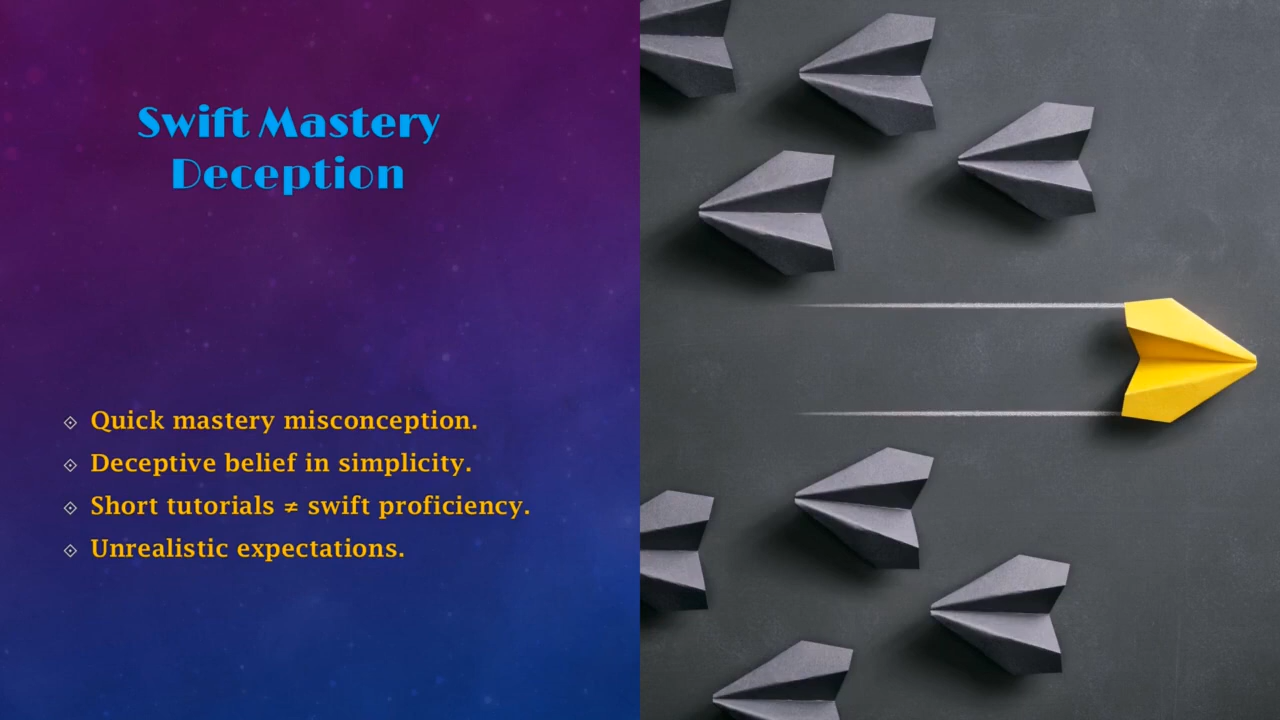 Swift Mastery
Deception
Quick mastery misconception.
Deceptive belief in simplicity.
Short tutorials ≠ swift proficiency.
Unrealistic expectations.